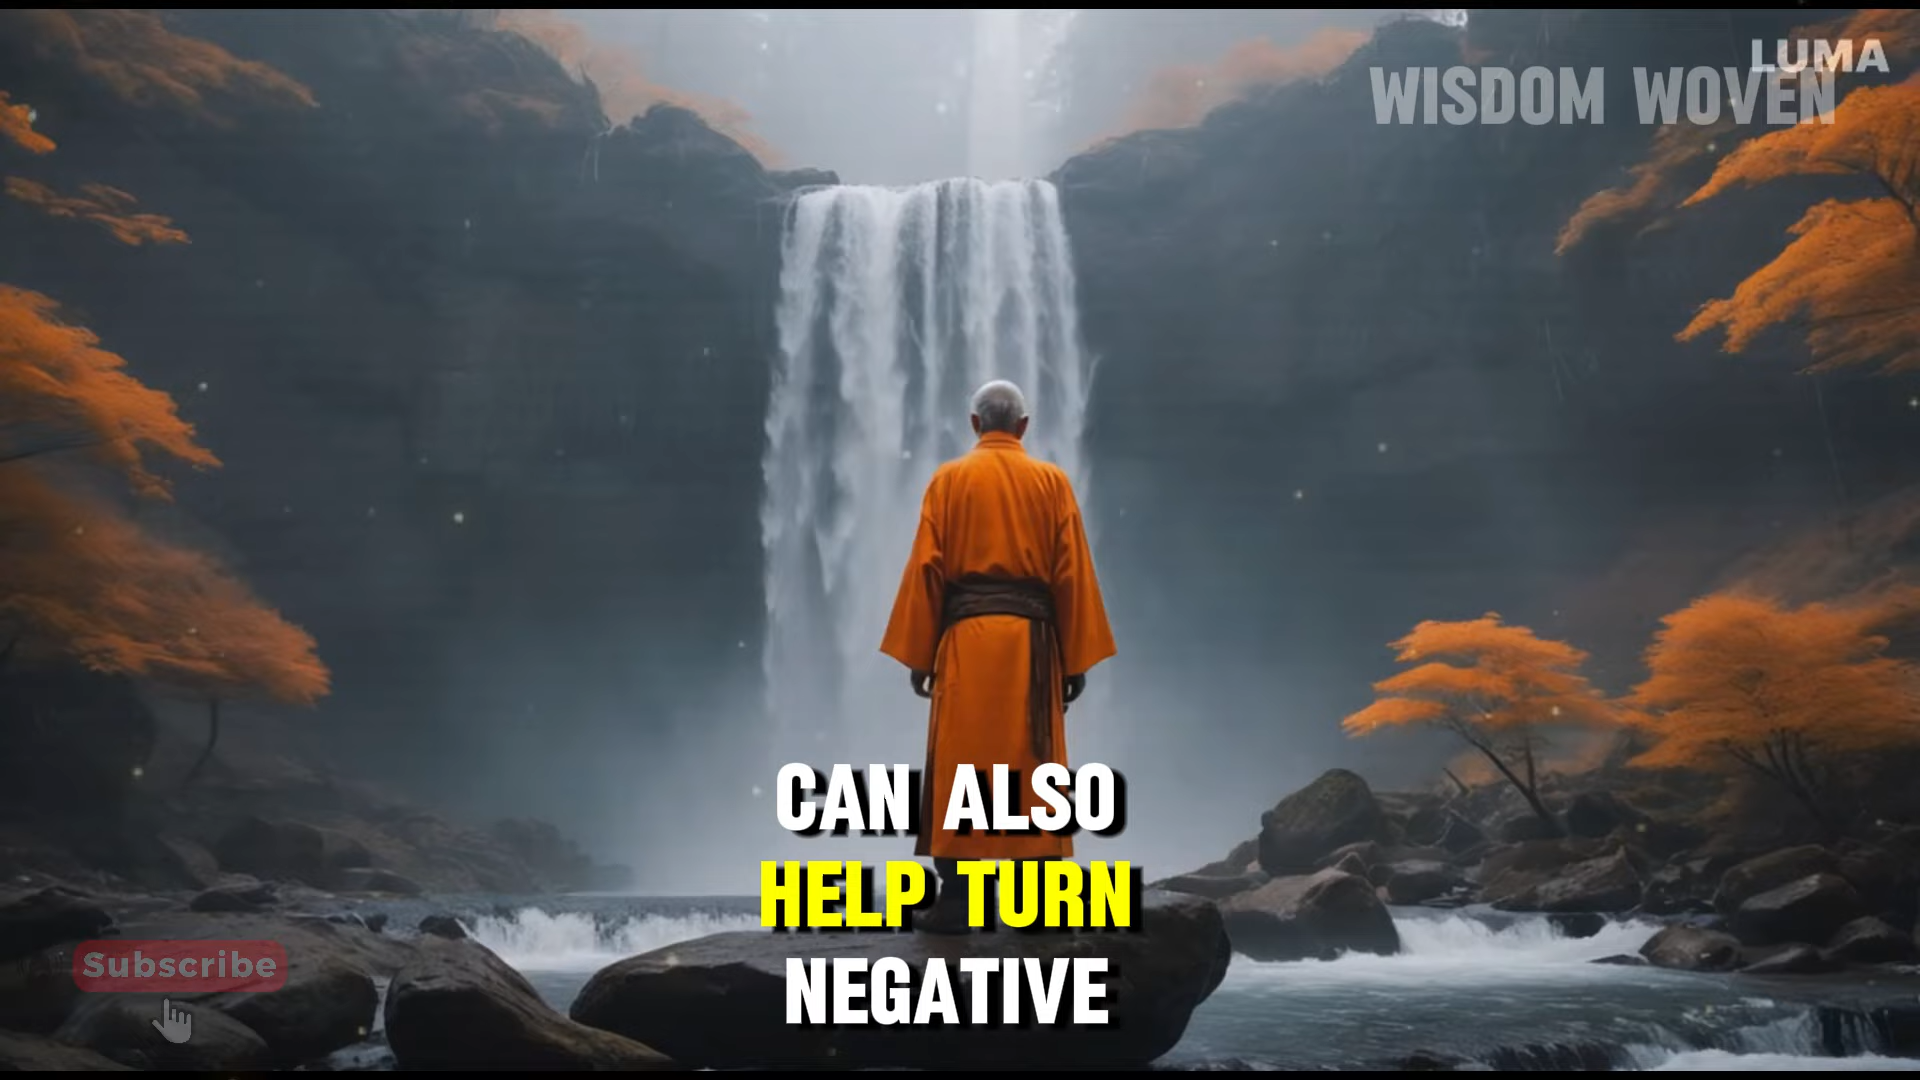 LUMA
WISDOM WOVEN
CAN ALSO
HELP TURN
NEGATIVE
Subscribe